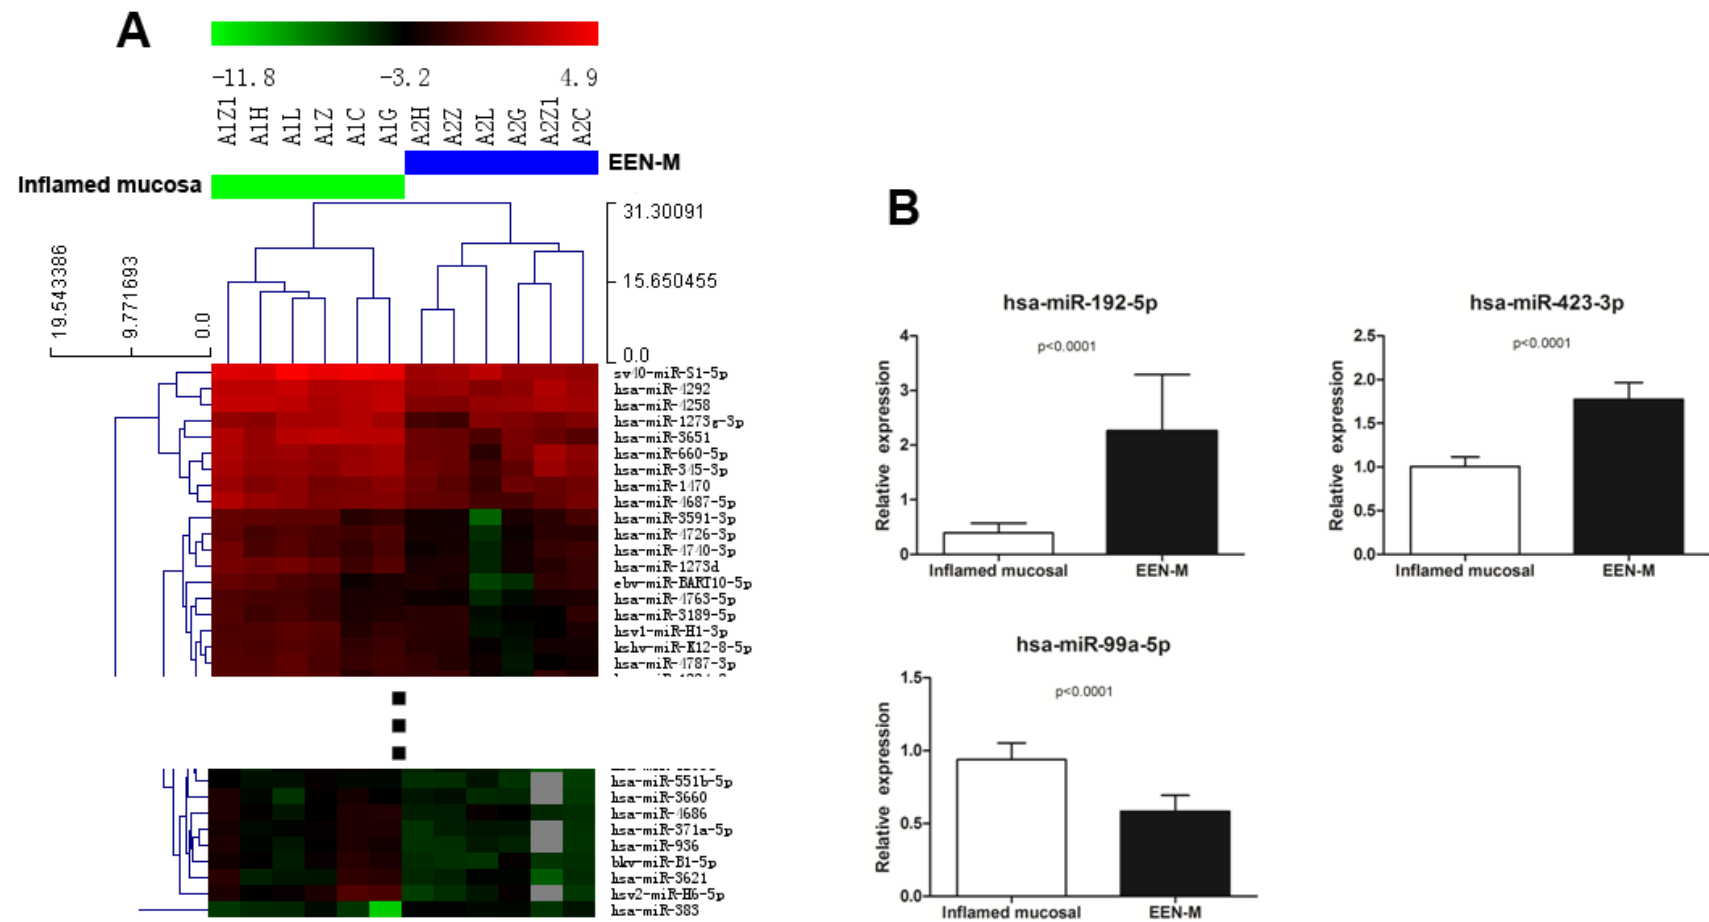 A
-11.8 -3.2 4.9
A1Z1 A1H A1L A1Z A1C A1G A2H A2Z A2L A2G A2Z1 A2C
EEN-M
Inflamed mucosa
31.30091
15.650455
0.0
19.543386 9.771693 0.0
sv40-miR-S1-5p
hsa-miR-4292
hsa-miR-4258
hsa-miR-1273g-3p
hsa-miR-3651
hsa-miR-660-5p
hsa-miR-345-3p
hsa-miR-1470
hsa-miR-4687-5p
hsa-miR-3591-3p
hsa-miR-4726-3p
hsa-miR-4740-3p
hsa-miR-1273d
ebv-miR-BART10-5p
hsa-miR-4763-5p
hsa-miR-3189-5p
hsv1-miR-H1-3p
kshv-miR-K12-8-5p
hsa-miR-4787-3p
hsa-miR-551b-5p
hsa-miR-3660
hsa-miR-4686
hsa-miR-371a-5p
hsa-miR-936
bkv-miR-B1-5p
hsa-miR-3621
hsv2-miR-H6-5p
hsa-miR-383
B
hsa-miR-192-5p
p<0.0001
Relative expression
4
3
2
1
0
Inflamed mucosal EEN-M
hsa-miR-423-3p
p<0.0001
Relative expression
2.5
2.0
1.5
1.0
0.5
0.0
Inflamed mucosal EEN-M
hsa-miR-99a-5p
p<0.0001
Relative expression
1.5
1.0
0.5
0.0
Inflamed mucosal EEN-M